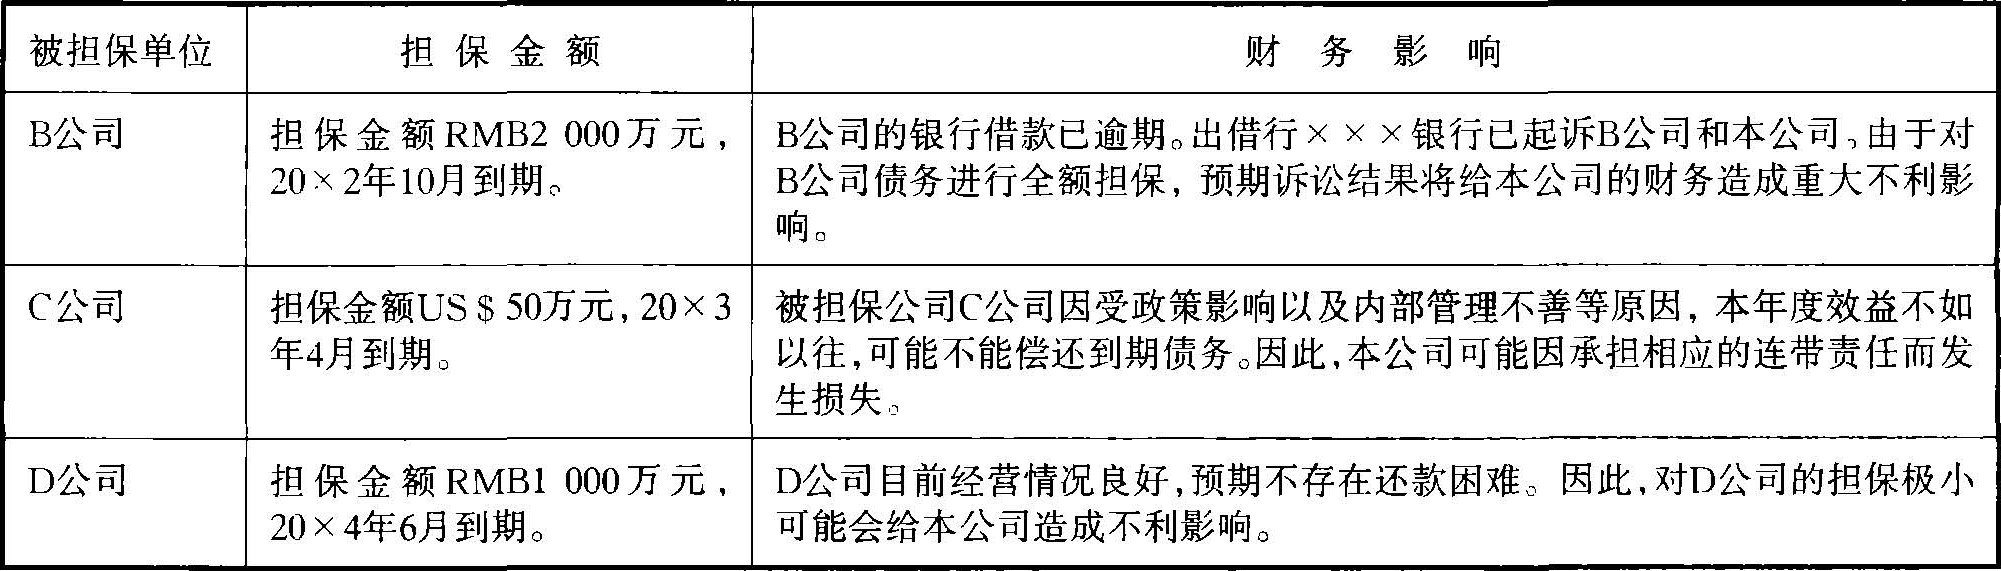 被担保单位 担保金额 财务影响
B公司 担保金额RMB2 000万元， B公司的银行借款已逾期。出借行×××银行已起诉B公司和本公司。由于对
20×2年10月到期。 B公司债务进行全额担保，预期诉讼结果将给本公司的财务造成重大不利影
响。
C公司 担保金额US＄50万元，20×3 被担保公司C公司因受政策影响以及内部管理不善等原因，本年度效益不如
年4月到期。 以往，可能不能偿还到期债务。因此，本公司可能因承担相应的连带责任而发
生损失。
D公司 担保金额RMB1 000万元， D公司目前经营情况良好，预期不存在还款困难。因此，对D公司的担保极小
20×4年6月到期。 可能会给本公司造成不利影响。